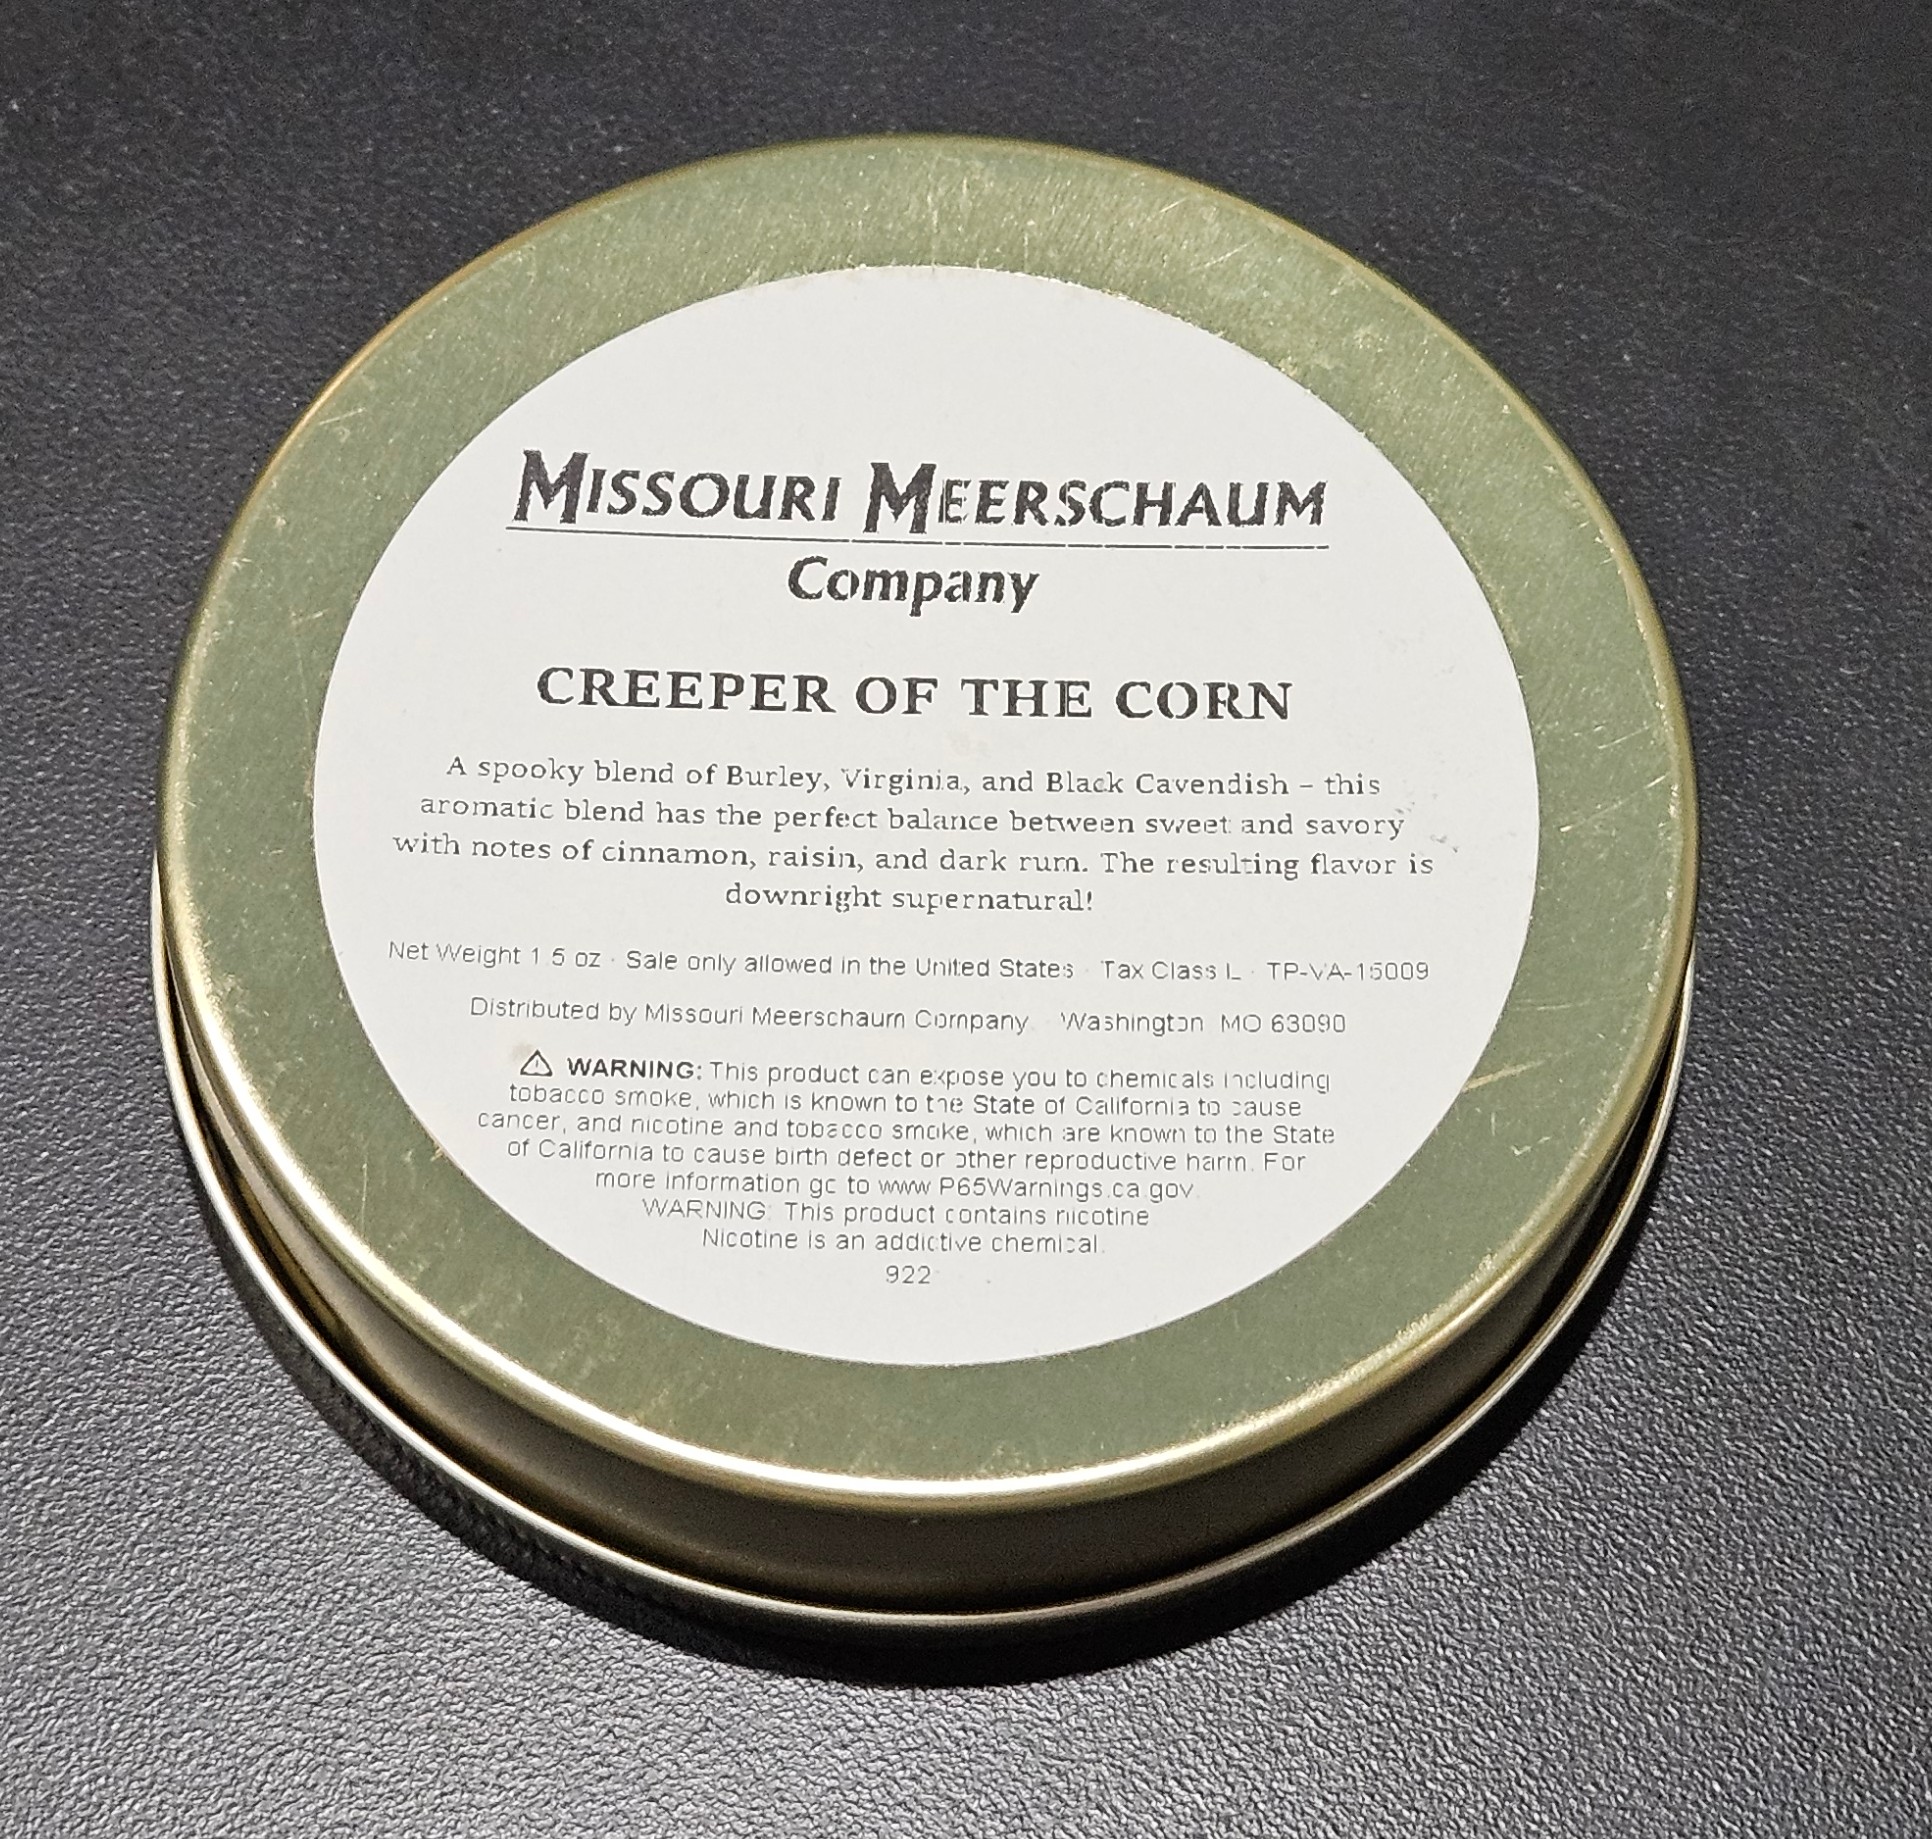 MISSOURI MEERSCHAUM
Company
CREEPER OF THE CORN
A spooky blend of Burley, Virginia, and Black Cavendish – this
aromatic blend has the perfect balance between sweet and savory
with notes of cinnamon, raisin, and dark rum. The resulting flavor is
downright supernatural!
Net Weight 1.5 oz · Sale only allowed in the United States · Tax Class L · TP-VA-15009
Distributed by Missouri Meerschaum Company · Washington, MO 63090
⚠ WARNING: This product can expose you to chemicals including
tobacco smoke, which is known to the State of California to cause
cancer, and nicotine and tobacco smoke, which are known to the State
of California to cause birth defect or other reproductive harm. For
more information go to www.P65Warnings.ca.gov.
WARNING: This product contains nicotine.
Nicotine is an addictive chemical.
922